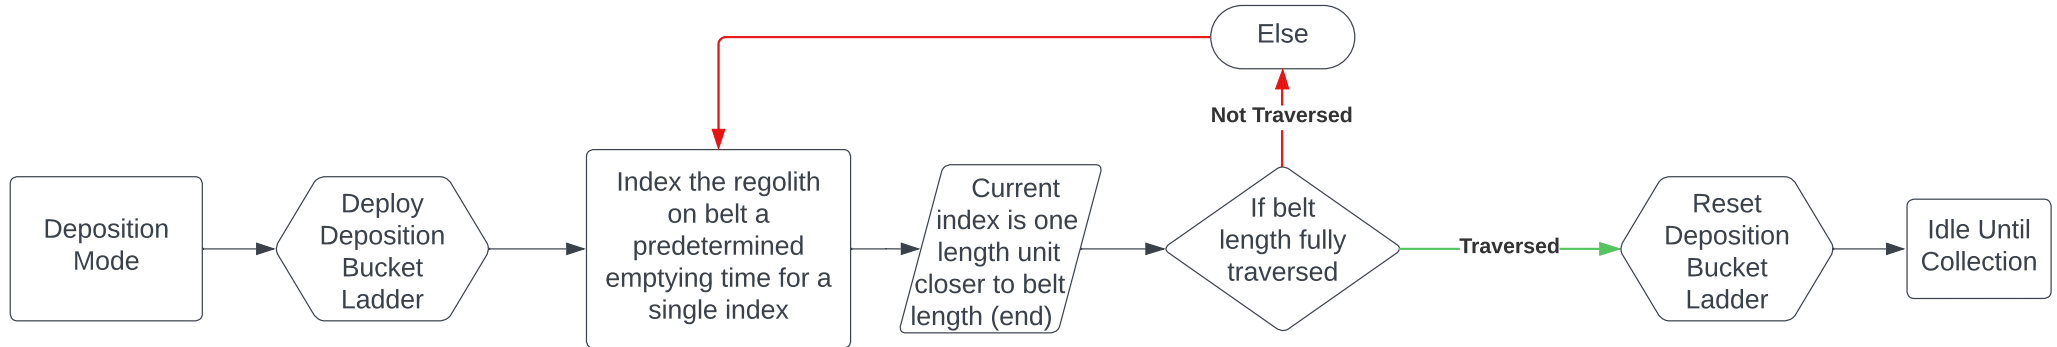 Else
Not Traversed
Deposition
Mode
Deploy
Deposition
Bucket
Ladder
Index the regolith
on belt a
predetermined
emptying time for a
single index
Current
index is one
length unit
closer to belt
length (end)
If belt
length fully
traversed
Traversed
Reset
Deposition
Bucket
Ladder
Idle Until
Collection